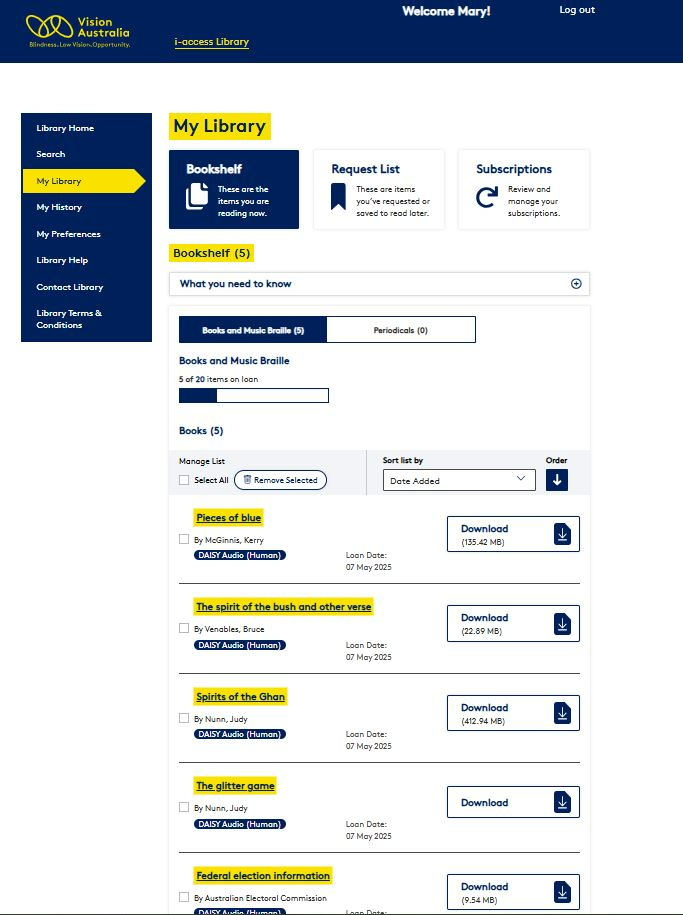 Vision
Australia
Blindness. Low Vision. Opportunity.
i-access Library
Welcome Mary!
Log out
Library Home
Search
My Library
My History
My Preferences
Library Help
Contact Library
Library Terms &
Conditions
My Library
Bookshelf
These are the
items you are
reading now.
Request List
These are items
you've requested or
saved to read later.
Subscriptions
Review and
manage your
subscriptions.
Bookshelf (5)
What you need to know
Books and Music Braille (5)
Periodicals (0)
Books and Music Braille
5 of 20 items on loan
Books (5)
Manage List
Select All
Remove Selected
Sort list by
Date Added
Order
Pieces of blue
By McGinnis, Kerry
DAISY Audio (Human)
Loan Date:
07 May 2025
Download
(135.42 MB)
The spirit of the bush and other verse
By Venables, Bruce
DAISY Audio (Human)
Loan Date:
07 May 2025
Download
(22.89 MB)
Spirits of the Ghan
By Nunn, Judy
DAISY Audio (Human)
Loan Date:
07 May 2025
Download
(412.94 MB)
The glitter game
By Nunn, Judy
DAISY Audio (Human)
Loan Date:
07 May 2025
Download
Federal election information
By Australian Electoral Commission
DAISY Audio (Human)
Loan Date:
Download
(9.54 MB)